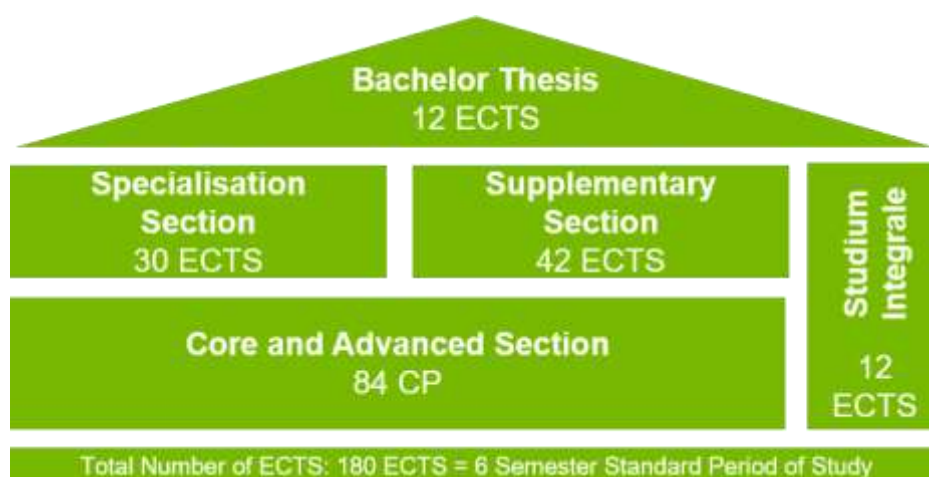 Bachelor Thesis
12 ECTS
Specialisation
Section
30 ECTS
Supplementary
Section
42 ECTS
Studium
Integrale
12
ECTS
Core and Advanced Section
84 CP
Total Number of ECTS: 180 ECTS = 6 Semester Standard Period of Study